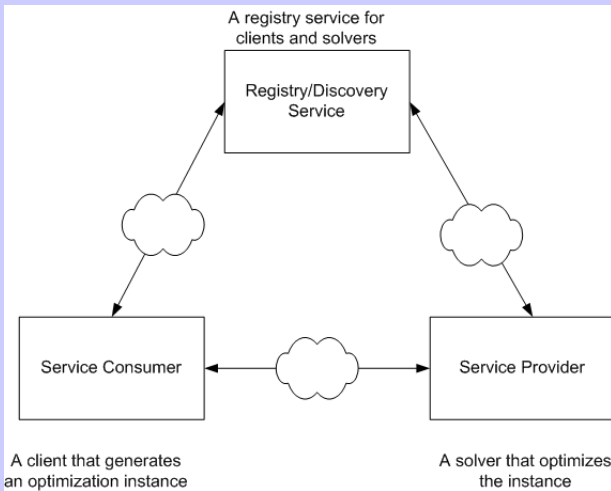 A registry service for
clients and solvers
Registry/Discovery
Service
Service Consumer
Service Provider
A client that generates
an optimization instance
A solver that optimizes
the instance